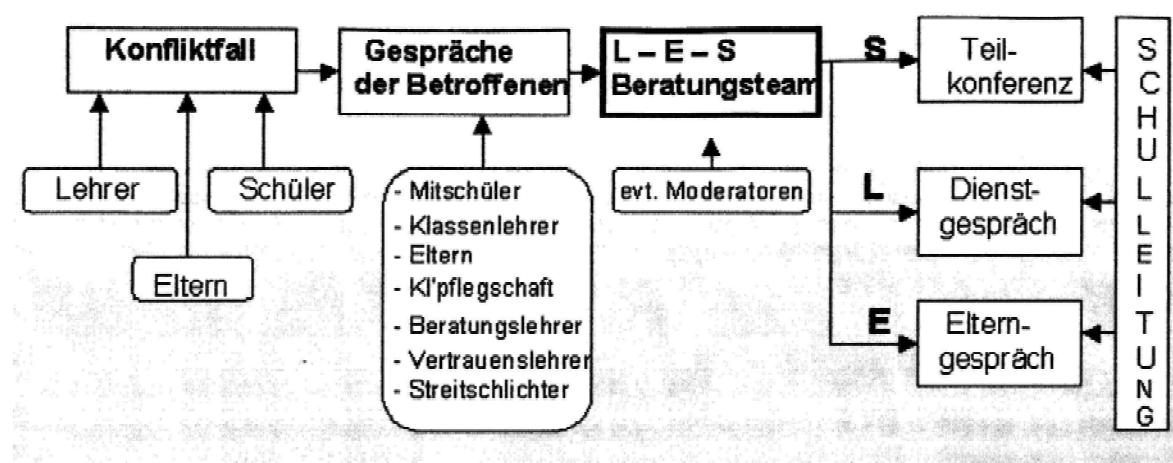 Konfliktfall
Lehrer
Schüler
Eltern
Gespräche
der Betroffenen
- Mitschüler
- Klassenlehrer
- Eltern
- Kl'pflegschaft
- Beratungslehrer
- Vertrauenslehrer
- Streitschlichter
L – E – S
Beratungsteam
evt. Moderatoren
S
Teil-
konferenz
L
Dienst-
gespräch
E
Eltern-
gespräch
SCHULLEITUNG